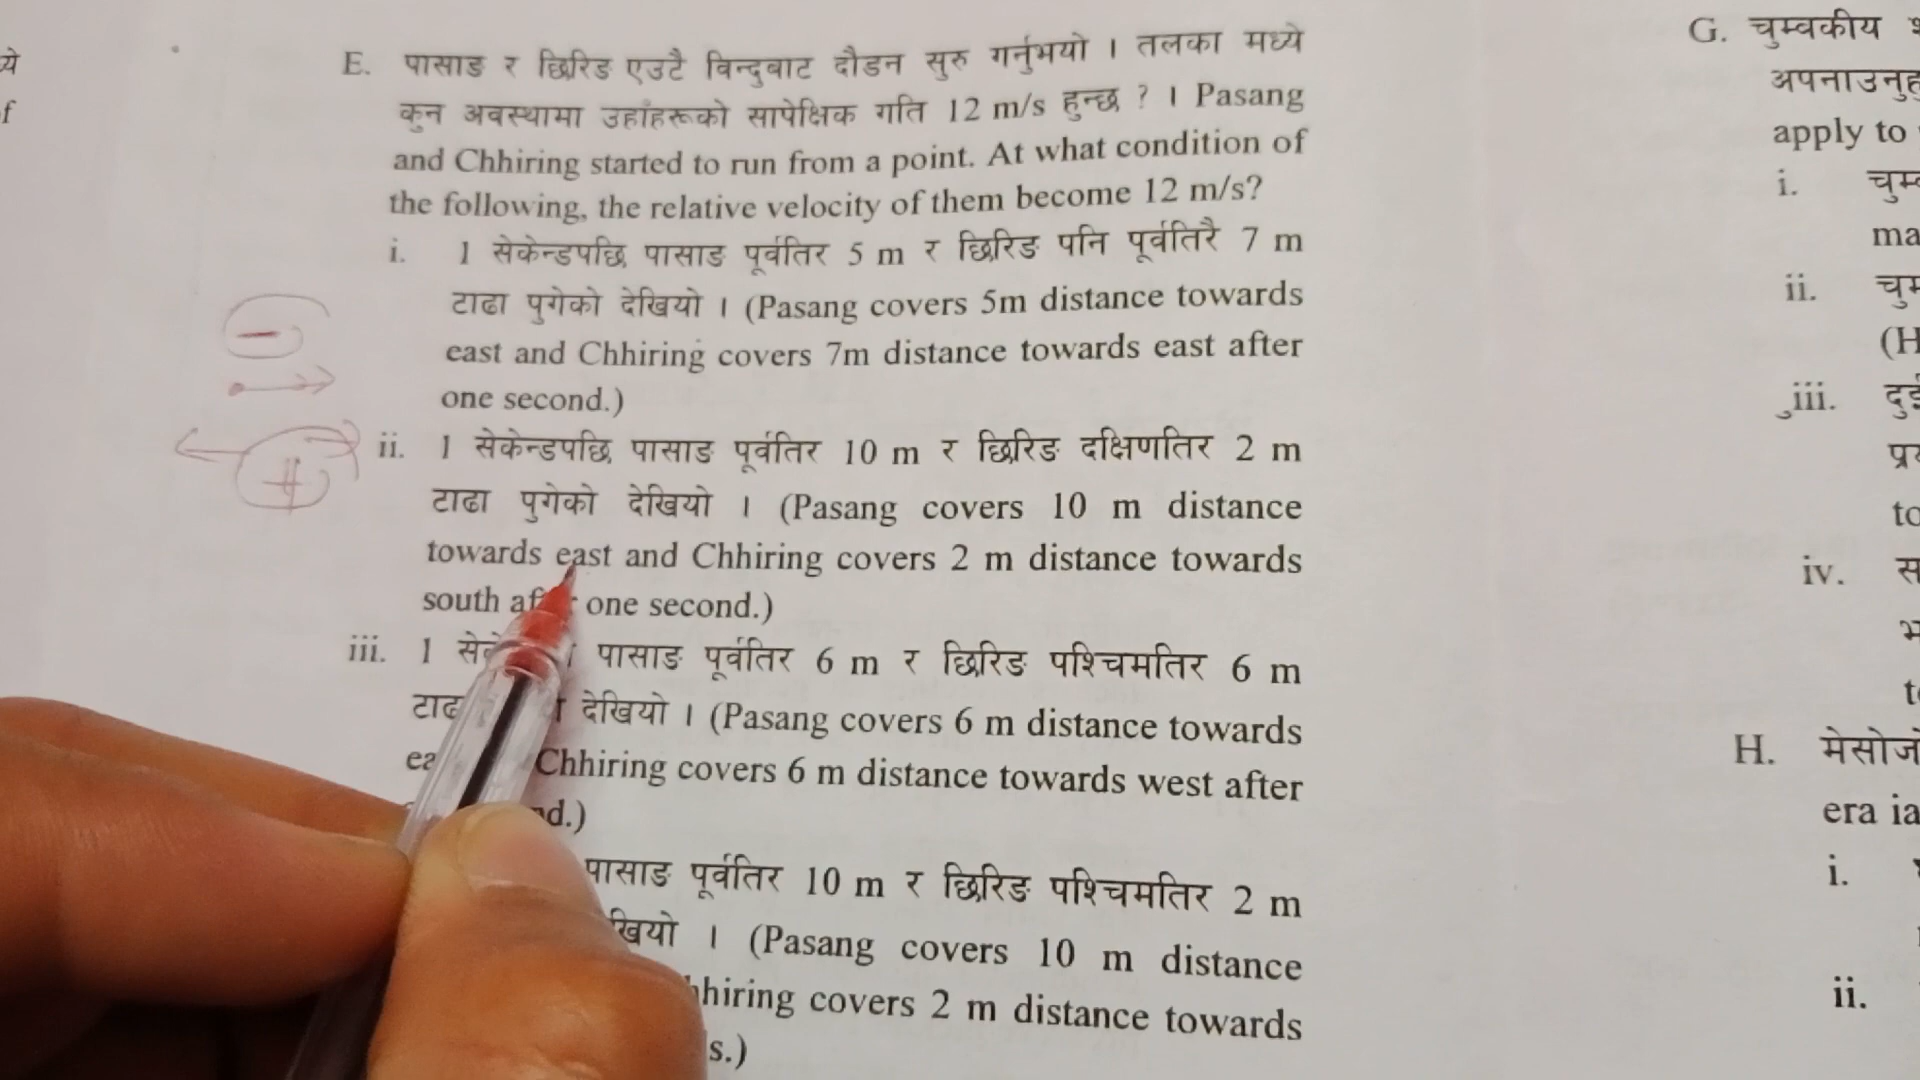 E. पासाङ र छिरिङ एउटै विन्दुबाट दौडन सुरु गर्नुभयो । तलका मध्ये
कुन अवस्थामा उहाँहरूको सापेक्षिक गति 12 m/s हुन्छ ? । Pasang
and Chhiring started to run from a point. At what condition of
the following, the relative velocity of them become 12 m/s?
i. 1 सेकेन्डपछि पासाङ पूर्वतिर 5 m र छिरिङ पनि पूर्वतिरै 7 m
टाढा पुगेको देखियो । (Pasang covers 5m distance towards
east and Chhiring covers 7m distance towards east after
one second.)
ii. 1 सेकेन्डपछि पासाङ पूर्वतिर 10 m र छिरिङ दक्षिणतिर 2 m
टाढा पुगेको देखियो । (Pasang covers 10 m distance
towards east and Chhiring covers 2 m distance towards
south one second.)
iii. 1 पासाङ पूर्वतिर 6 m र छिरिङ पश्चिमतिर 6 m
देखियो । (Pasang covers 6 m distance towards
Chhiring covers 6 m distance towards west after
पासाङ पूर्वतिर 10 m र छिरिङ पश्चिमतिर 2 m
। (Pasang covers 10 m distance
covers 2 m distance towards
G. चुम्वकीय
apply to
i.
ii.
iii.
iv.
H.
era
i.
ii.